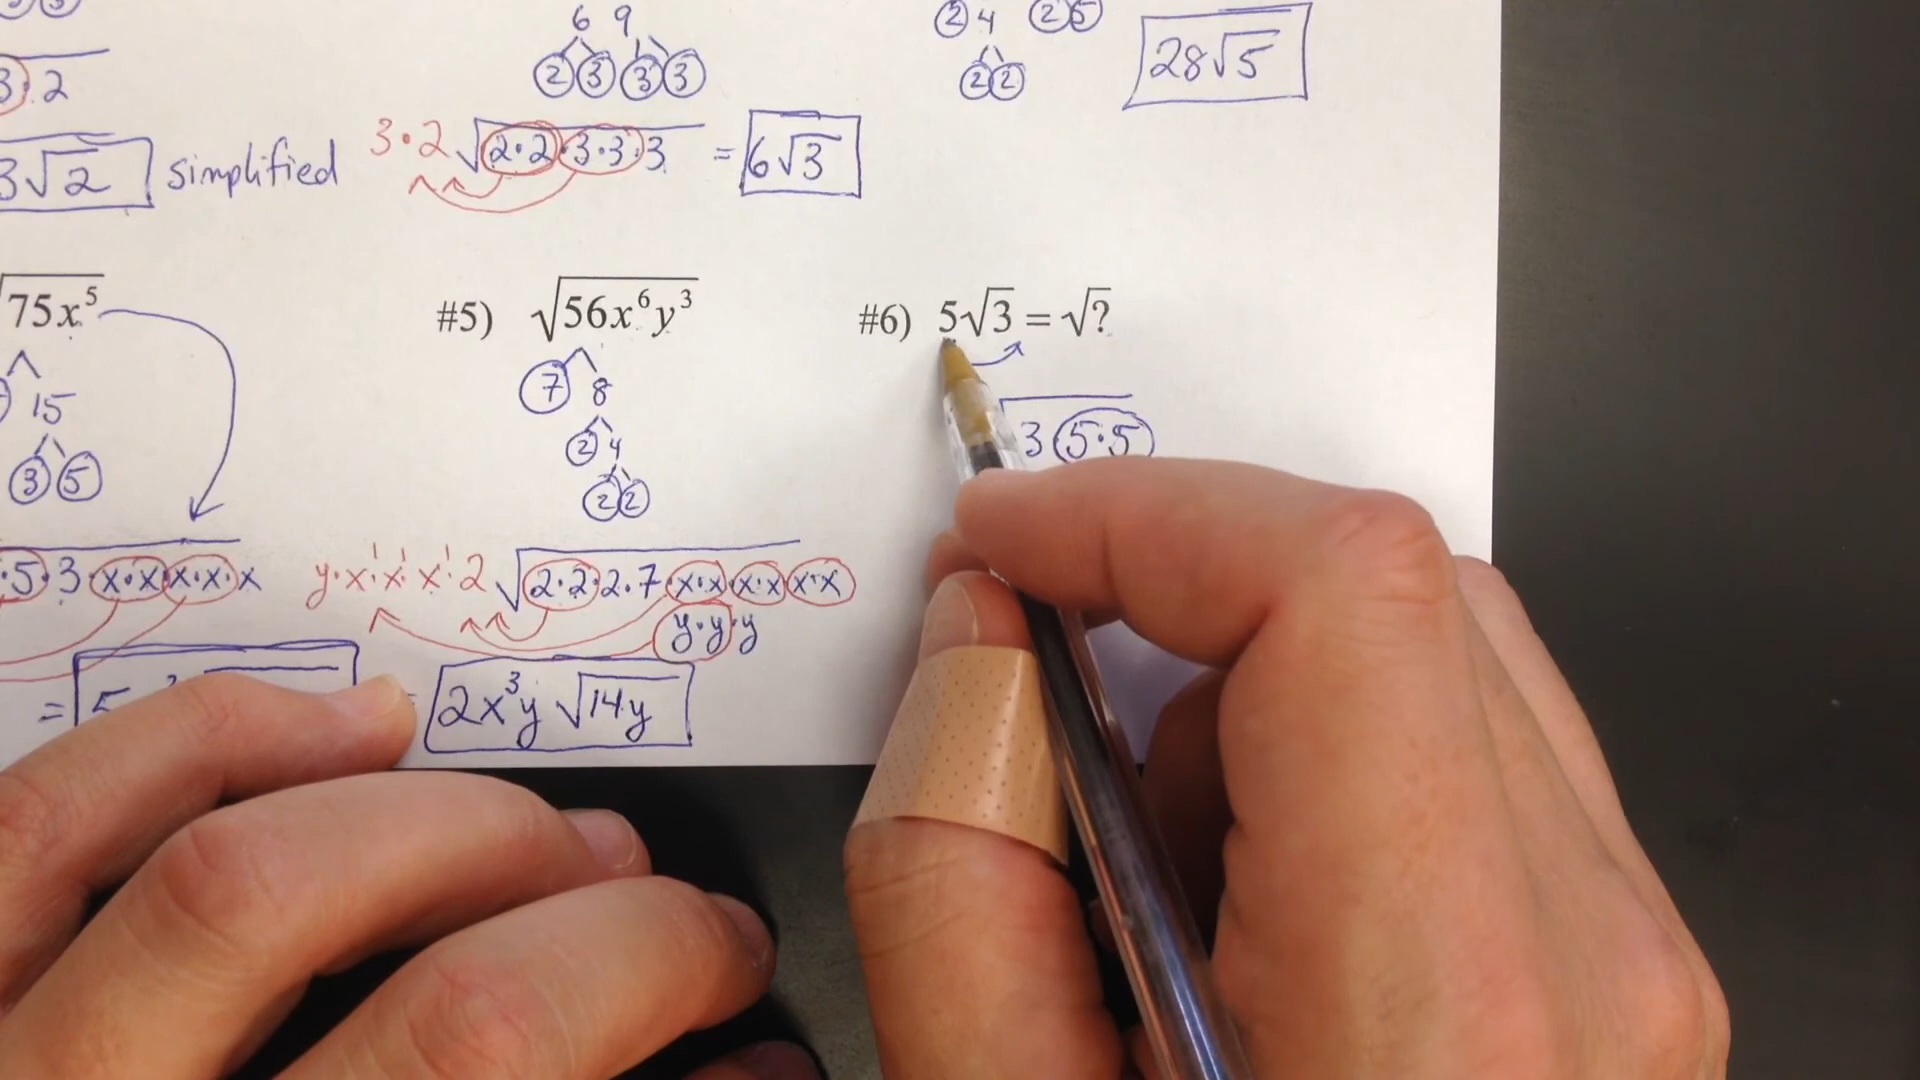 6 9
② 4 ② ⑤
② ③ ③ ③
② ②
28√5
3 · 2
3·2 √2·2·3·3·3 = 6√3
3√2 simplified
√75x⁵
#5) √56x⁶y³
#6) 5√3 = √?
15
7 8
3 5·5
② 4
③ ⑤
② ②
·5·3·x·x·x·x·x
y·x·x·x·2 √2·2·2·7·x·x·x·x·x·x
y·y·y
= 5
= 2x³y √14y